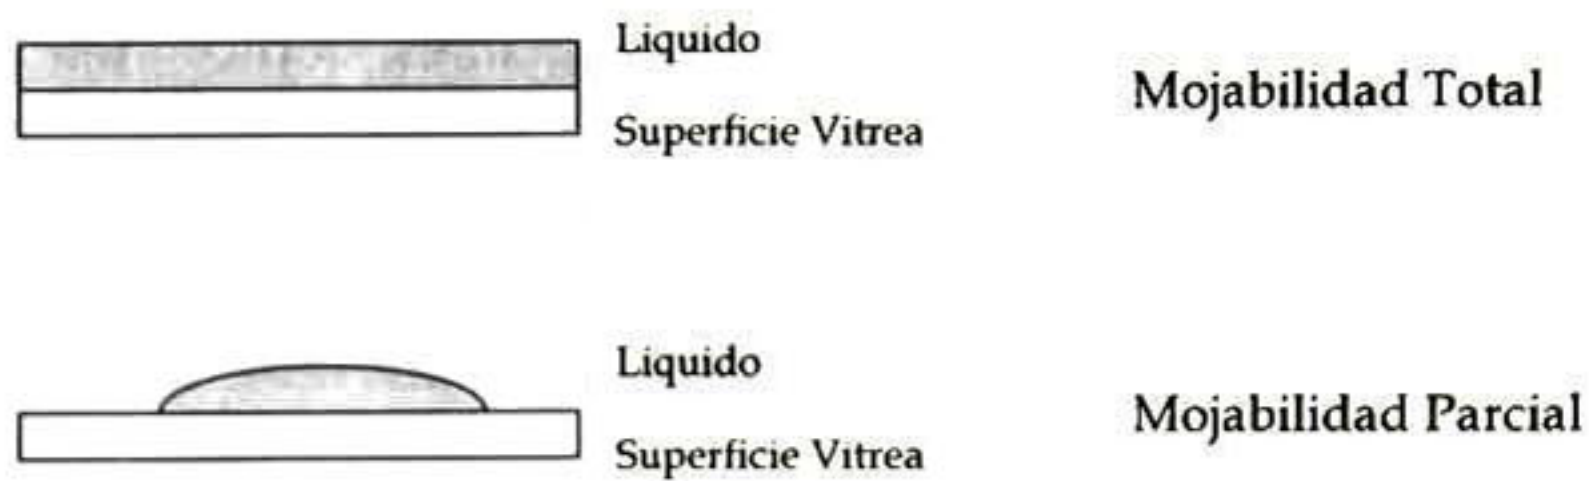 Liquido
Mojabilidad Total
Superficie Vitrea
Liquido
Mojabilidad Parcial
Superficie Vitrea